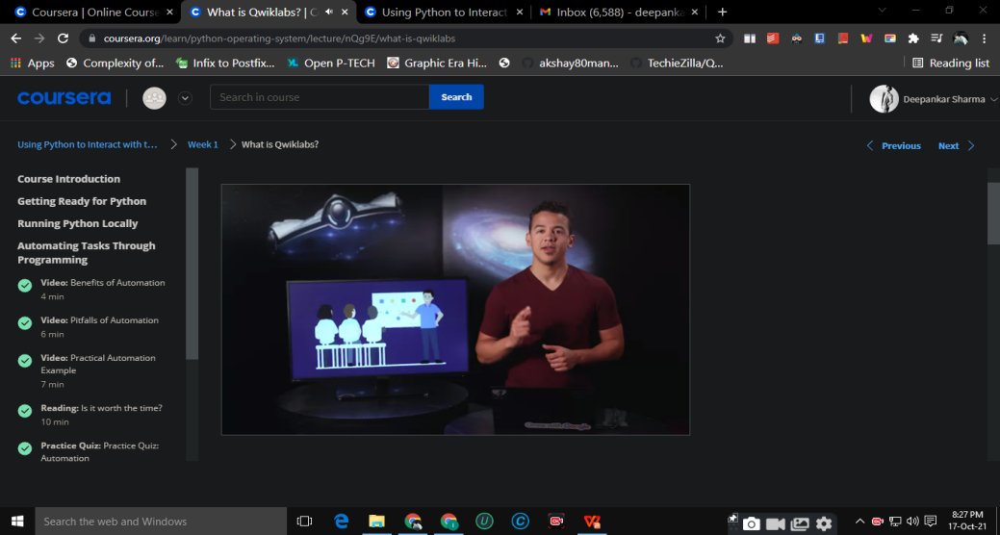 Coursera | Online Course
What is Qwiklabs? | C
Using Python to Interact
Inbox (6,588) - deepanka
coursera.org/learn/python-operating-system/lecture/nQg9E/what-is-qwiklabs
Apps
Complexity of...
Infix to Postfix...
Open P-TECH
Graphic Era Hi...
akshay80man...
TechieZilla/Q...
Reading list
coursera
Search in course
Search
Deepankar Sharma
Using Python to Interact with t...
Week 1
What is Qwiklabs?
Previous
Next
Course Introduction
Getting Ready for Python
Running Python Locally
Automating Tasks Through
Programming
Video: Benefits of Automation
4 min
Video: Pitfalls of Automation
6 min
Video: Practical Automation
Example
7 min
Reading: Is it worth the time?
10 min
Practice Quiz: Practice Quiz:
Automation
Search the web and Windows
8:27 PM
17-Oct-21